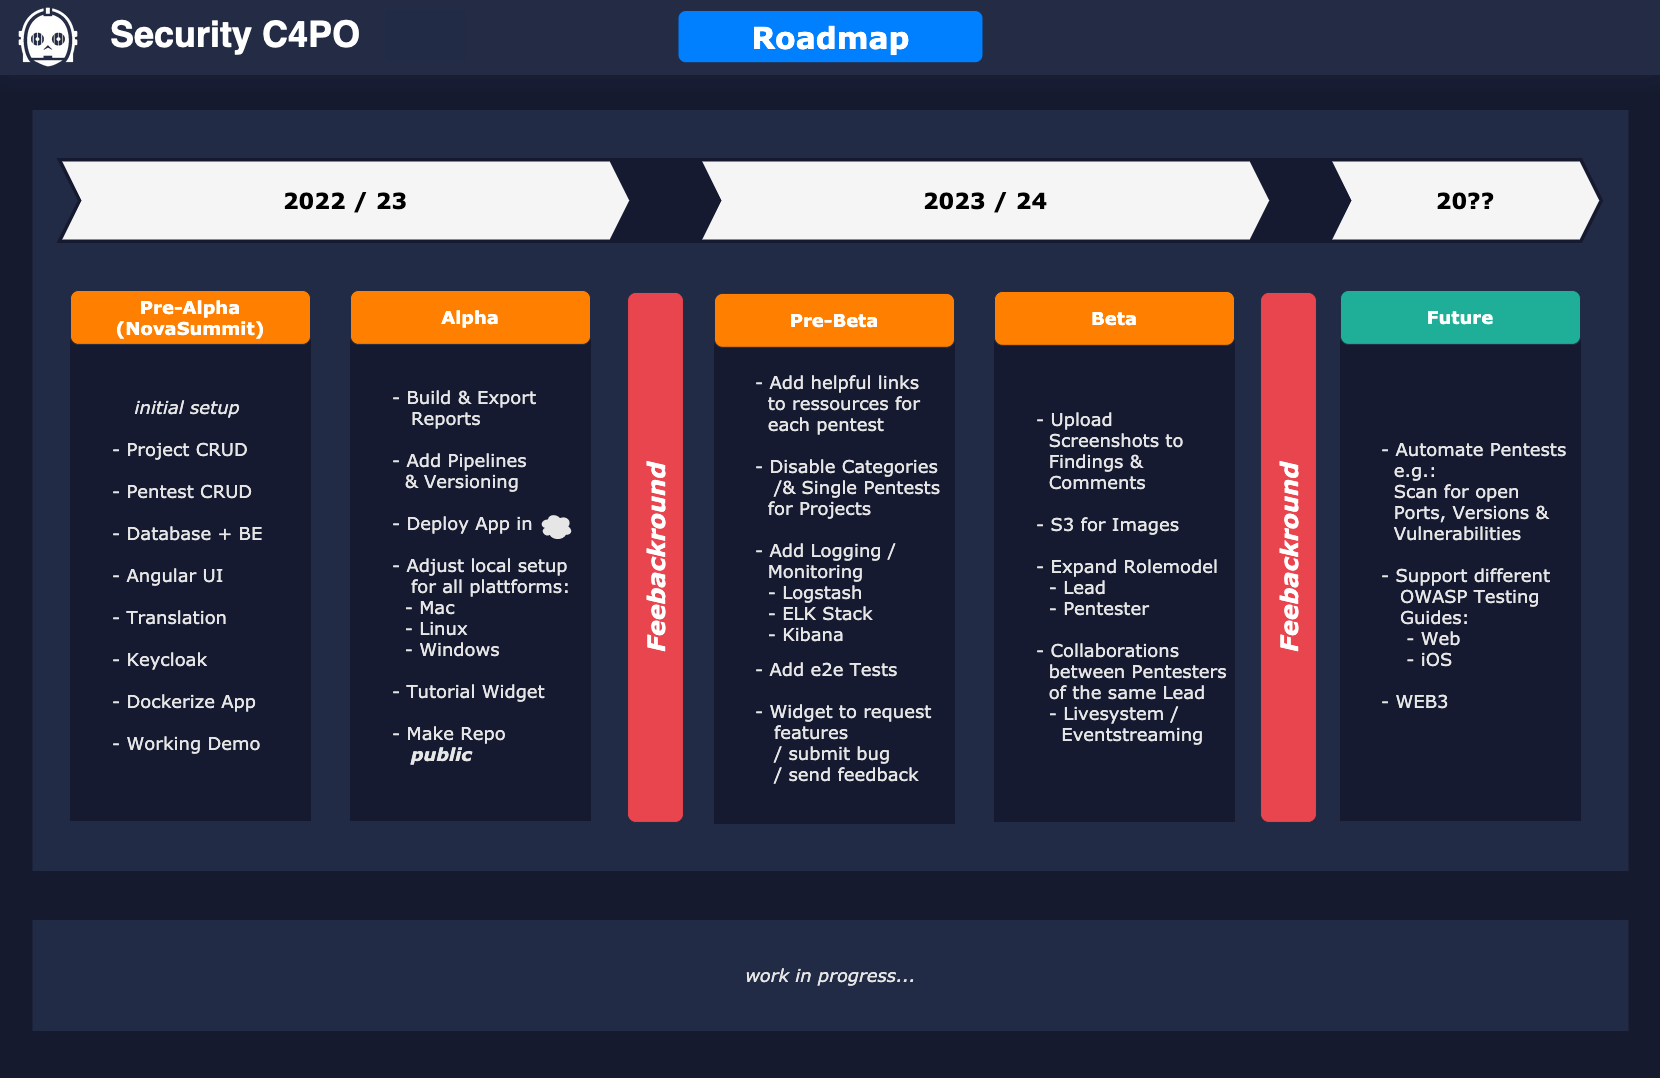 Security C4PO
Roadmap
2022 / 23
2023 / 24
20??
Pre-Alpha
(NovaSummit)
initial setup
- Project CRUD
- Pentest CRUD
- Database + BE
- Angular UI
- Translation
- Keycloak
- Dockerize App
- Working Demo
Alpha
- Build & Export
Reports
- Add Pipelines
& Versioning
- Deploy App in
- Adjust local setup
for all plattforms:
- Mac
- Linux
- Windows
- Tutorial Widget
- Make Repo
public
Feebackround
Pre-Beta
- Add helpful links
to ressources for
each pentest
- Disable Categories
/& Single Pentests
for Projects
- Add Logging /
Monitoring
- Logstash
- ELK Stack
- Kibana
- Add e2e Tests
- Widget to request
features
/ submit bug
/ send feedback
Beta
- Upload
Screenshots to
Findings &
Comments
- S3 for Images
- Expand Rolemodel
- Lead
- Pentester
- Collaborations
between Pentesters
of the same Lead
- Livesystem /
Eventstreaming
Feebackround
Future
- Automate Pentests
e.g.:
Scan for open
Ports, Versions &
Vulnerabilities
- Support different
OWASP Testing
Guides:
- Web
- iOS
- WEB3
work in progress...